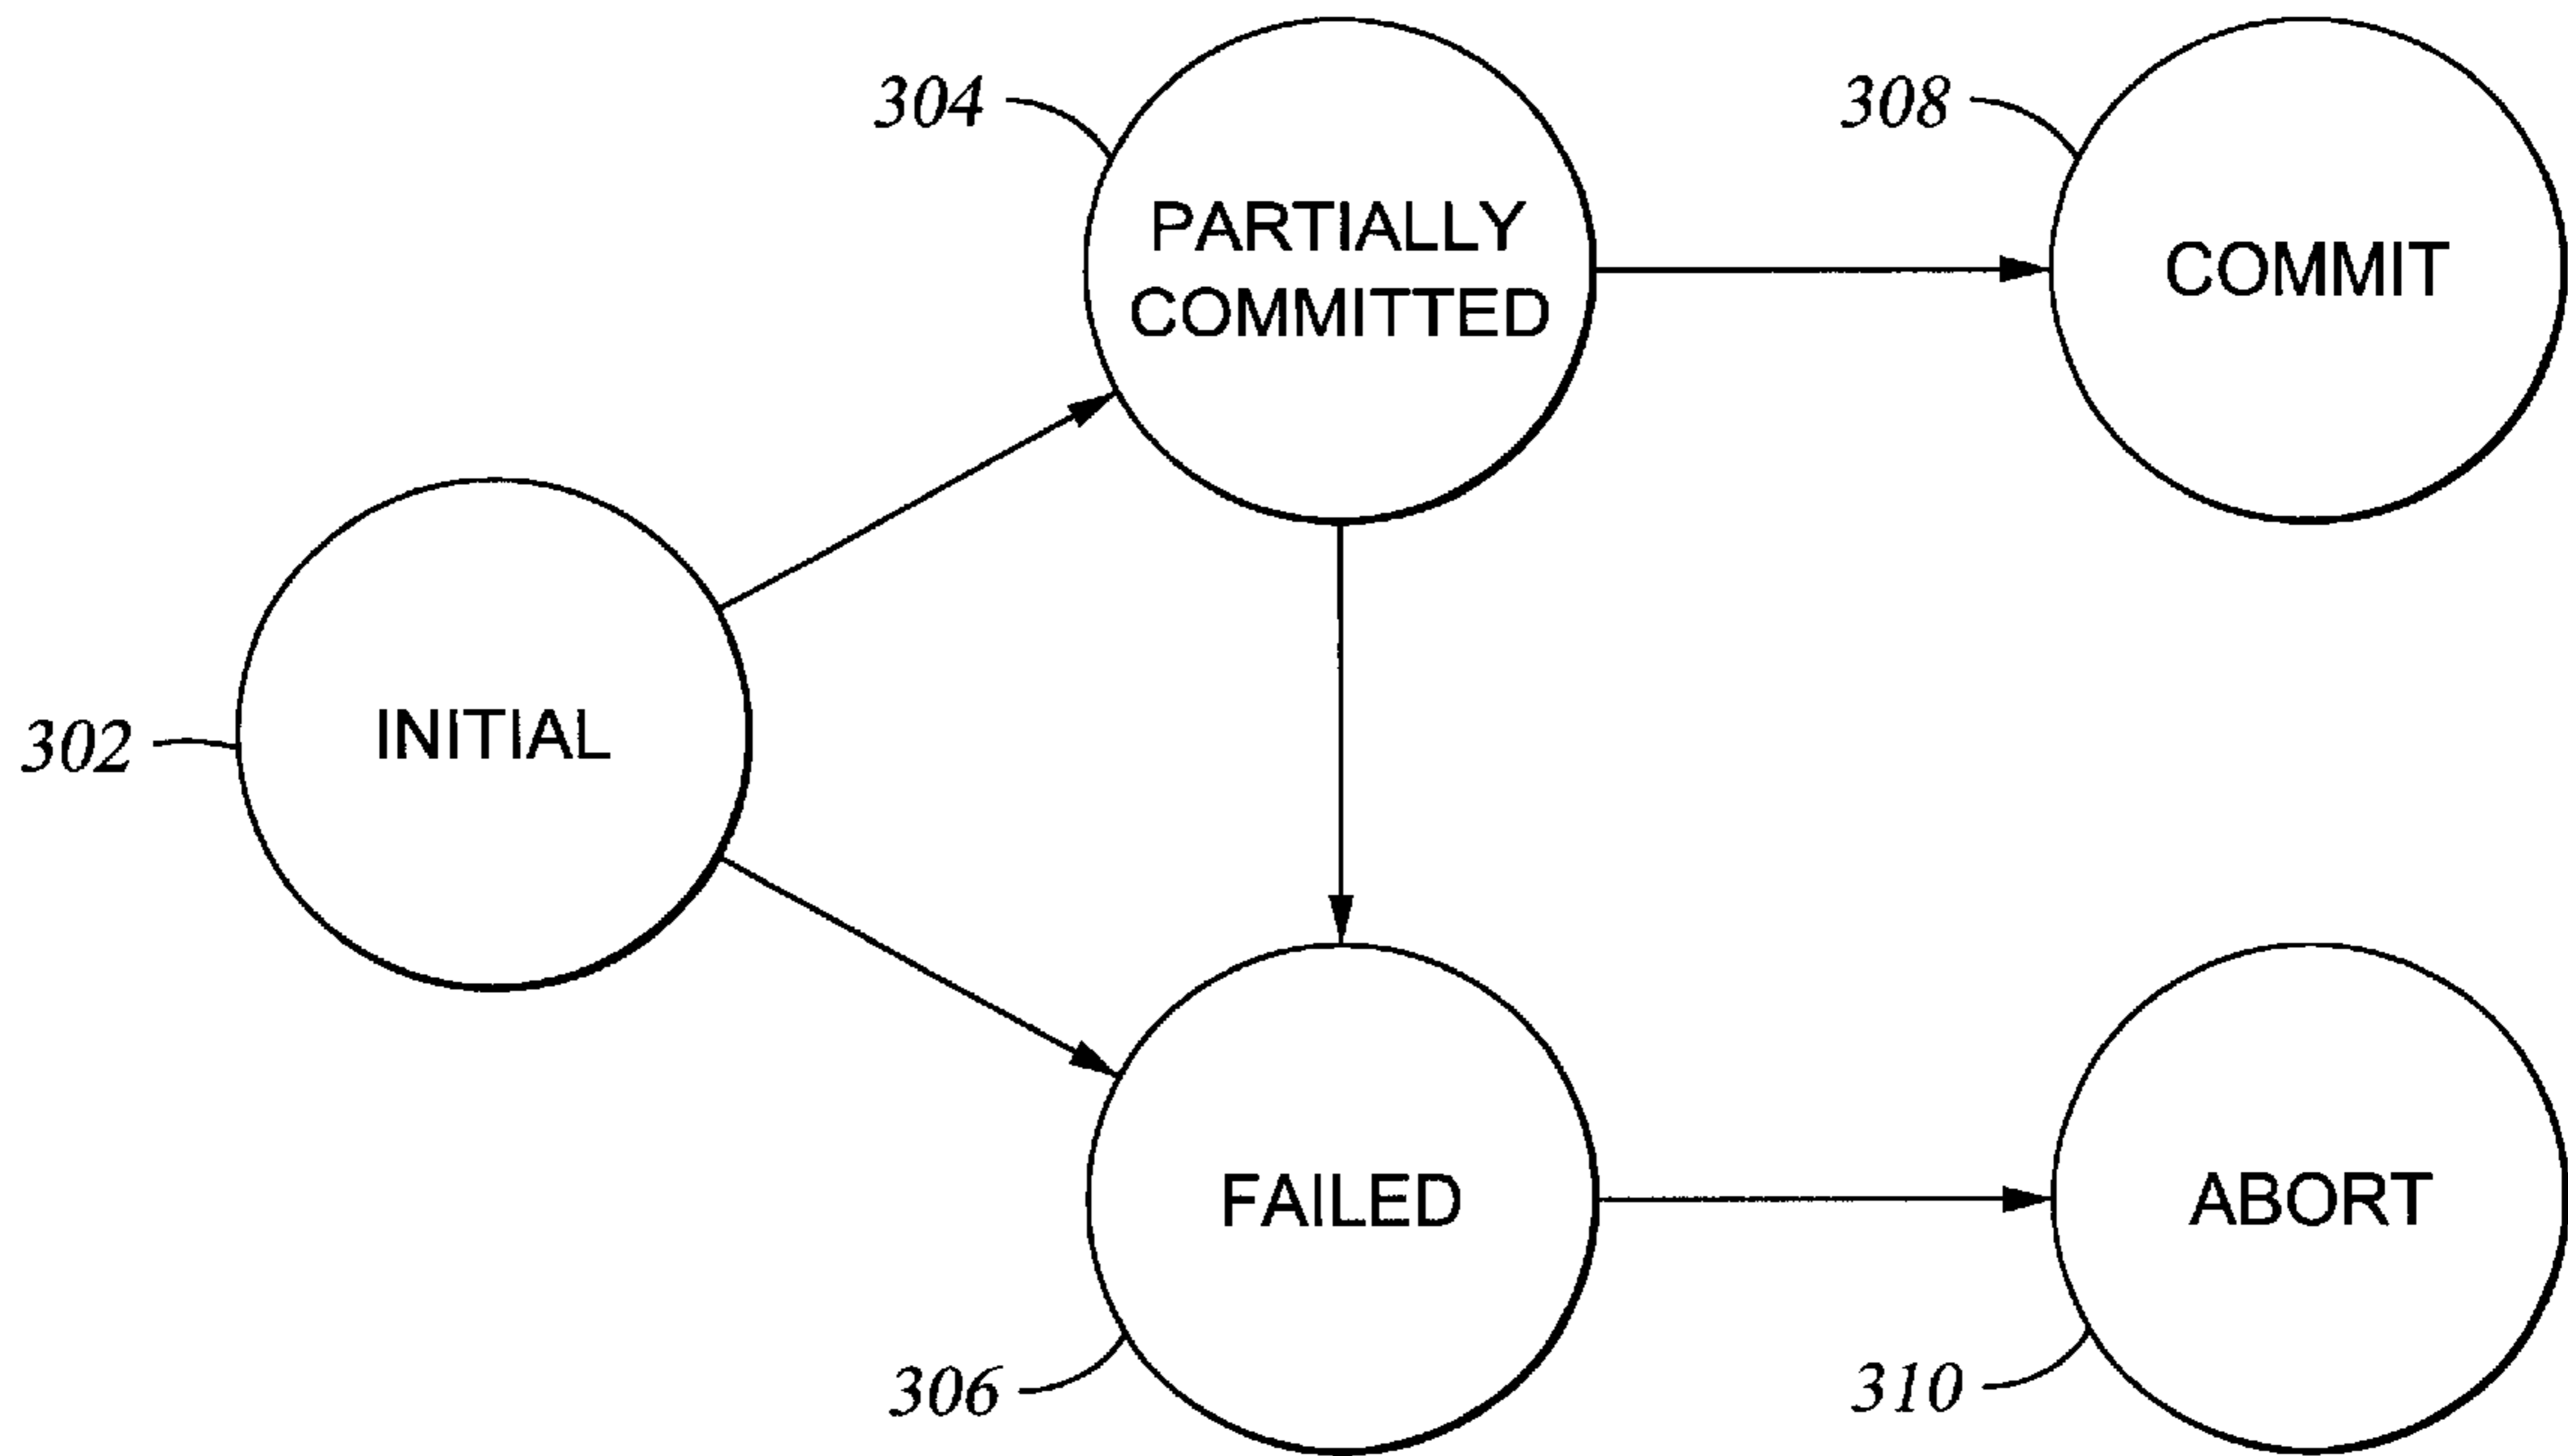 304
308
PARTIALLY
COMMITTED
COMMIT
302
INITIAL
FAILED
ABORT
306
310